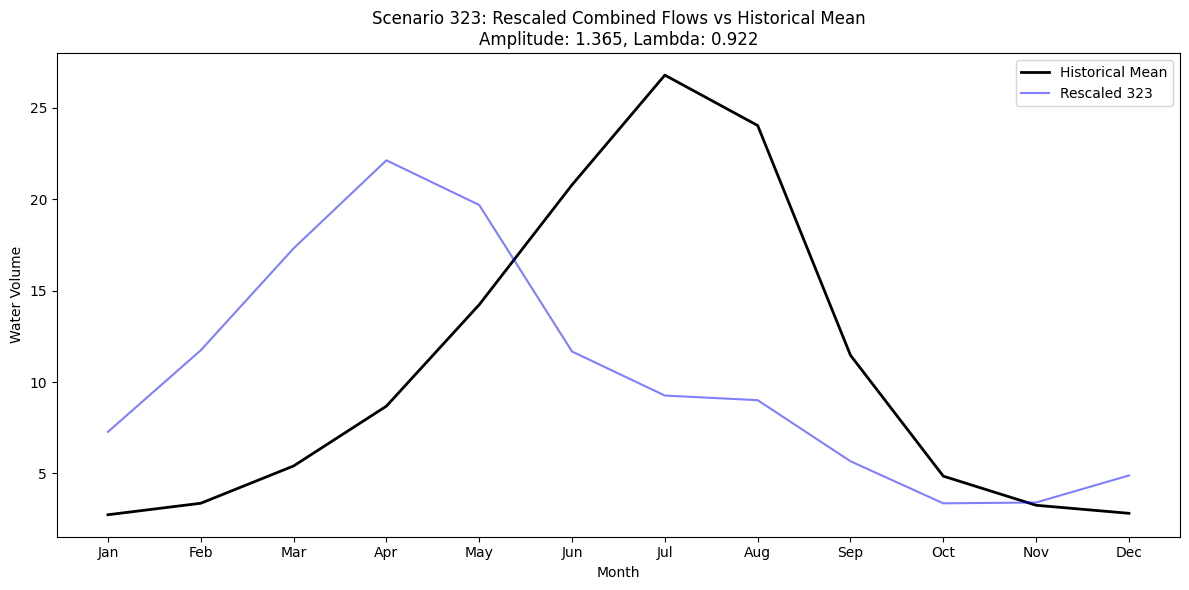 Scenario 323: Rescaled Combined Flows vs Historical Mean
Amplitude: 1.365, Lambda: 0.922
Historical Mean
Rescaled 323
Water Volume
25
20
15
10
5
Jan Feb Mar Apr May Jun Jul Aug Sep Oct Nov Dec
Month